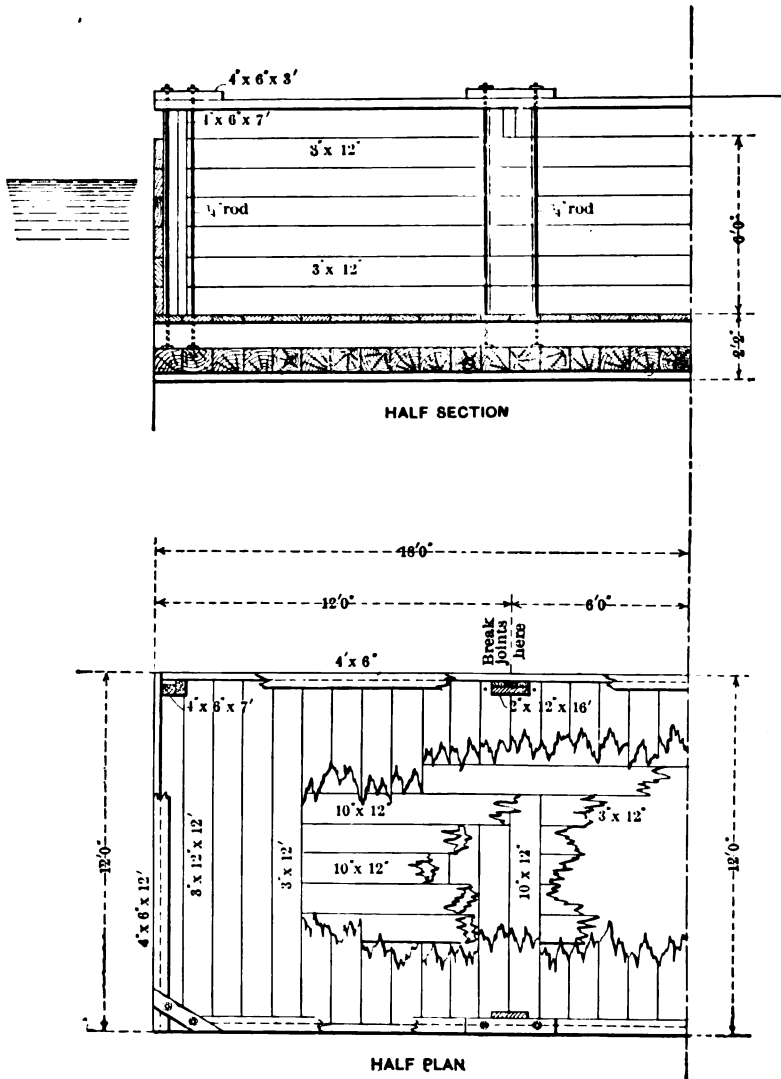 4" x 6" x 3'
4" x 6" x 7'
3" x 12"
¼" rod
¼" rod
3" x 12"
6'0"
2'2"
HALF SECTION
18'0"
12'0"
6'0"
Break
joints
here
4' x 6"
4" x 6" x 7'
2" x 12" x 16'
10" x 12"
3" x 12"
12'0"
4" x 6" x 12'
3" x 12" x 12'
3" x 12'
10" x 12"
10" x 12"
12'0"
HALF PLAN